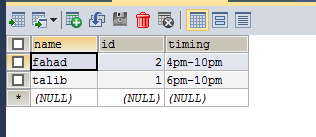 name id timing
fahad 2 4pm-10pm
talib 1 6pm-10pm
* (NULL) (NULL) (NULL)